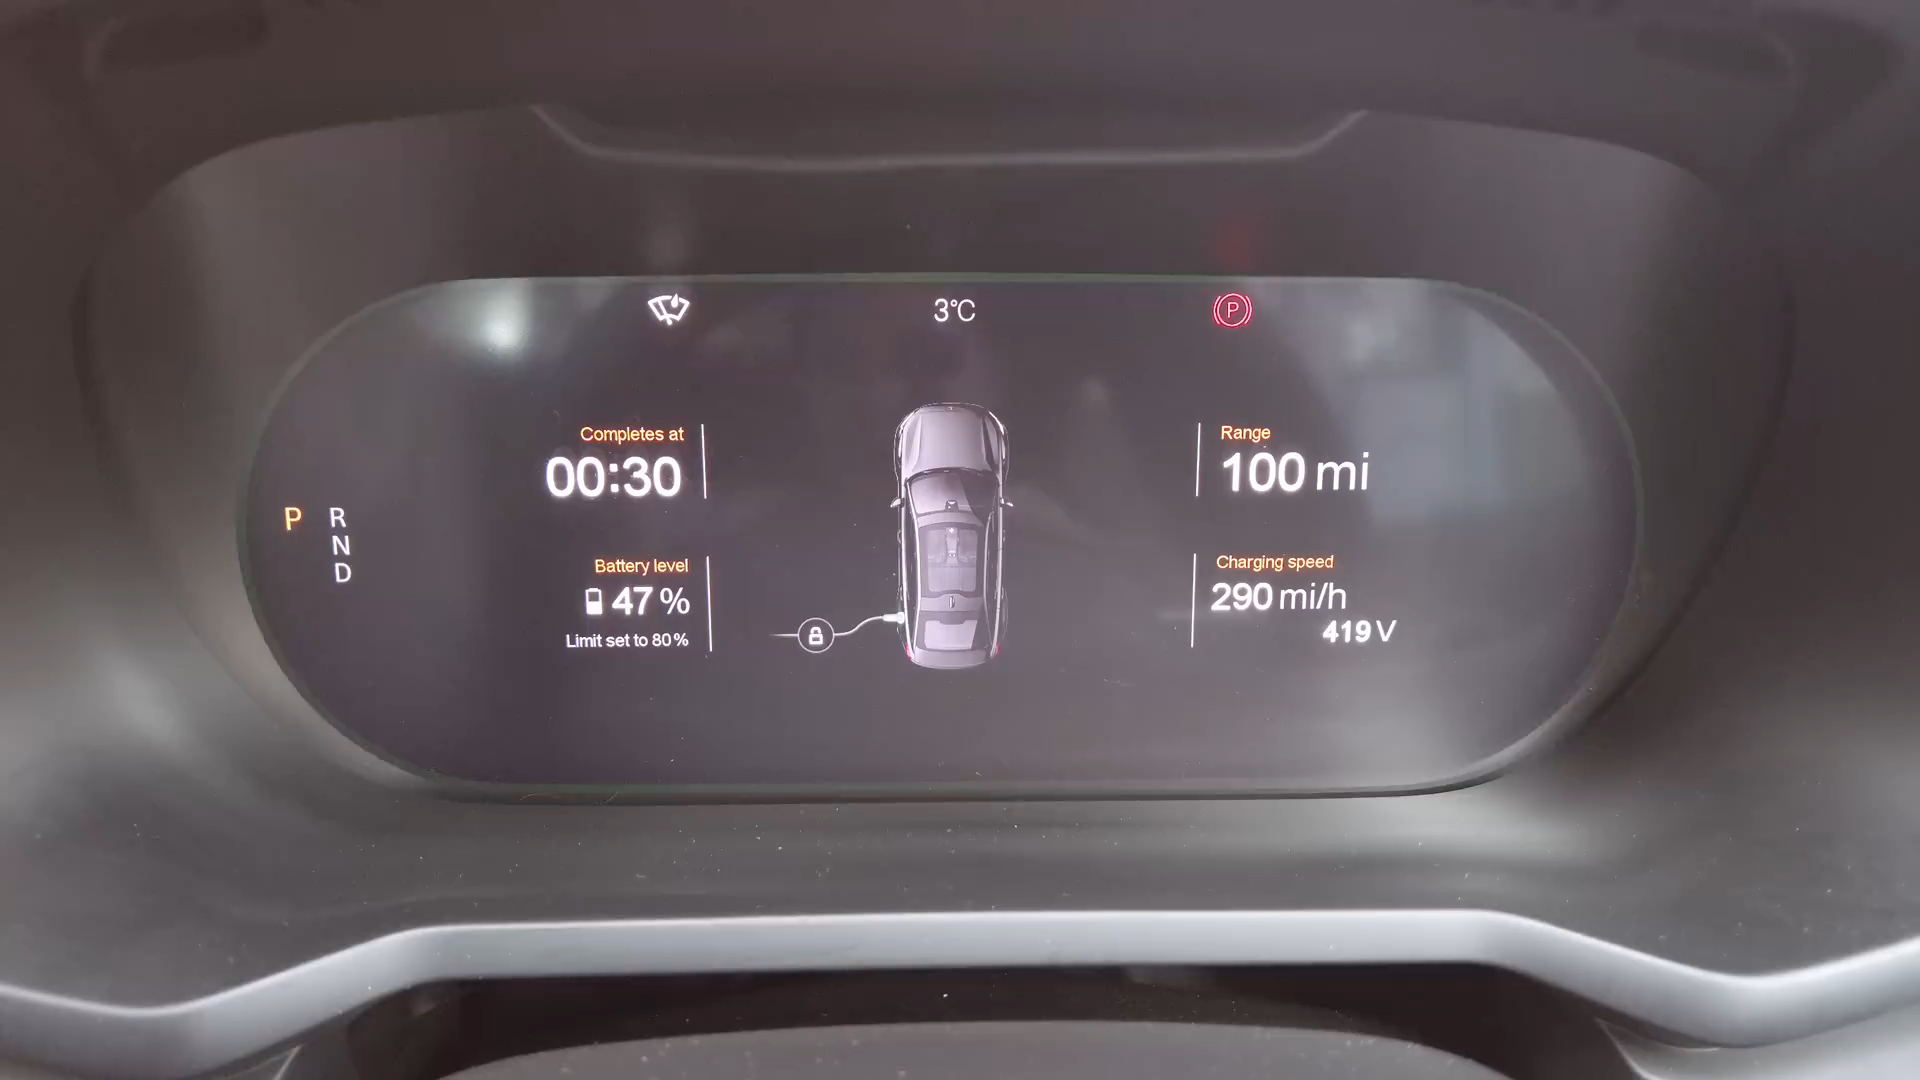 3°C
P
Completes at
00:30
Range
100 mi
P R
N
D
Battery level
47 %
Limit set to 80 %
Charging speed
290 mi/h
419 V